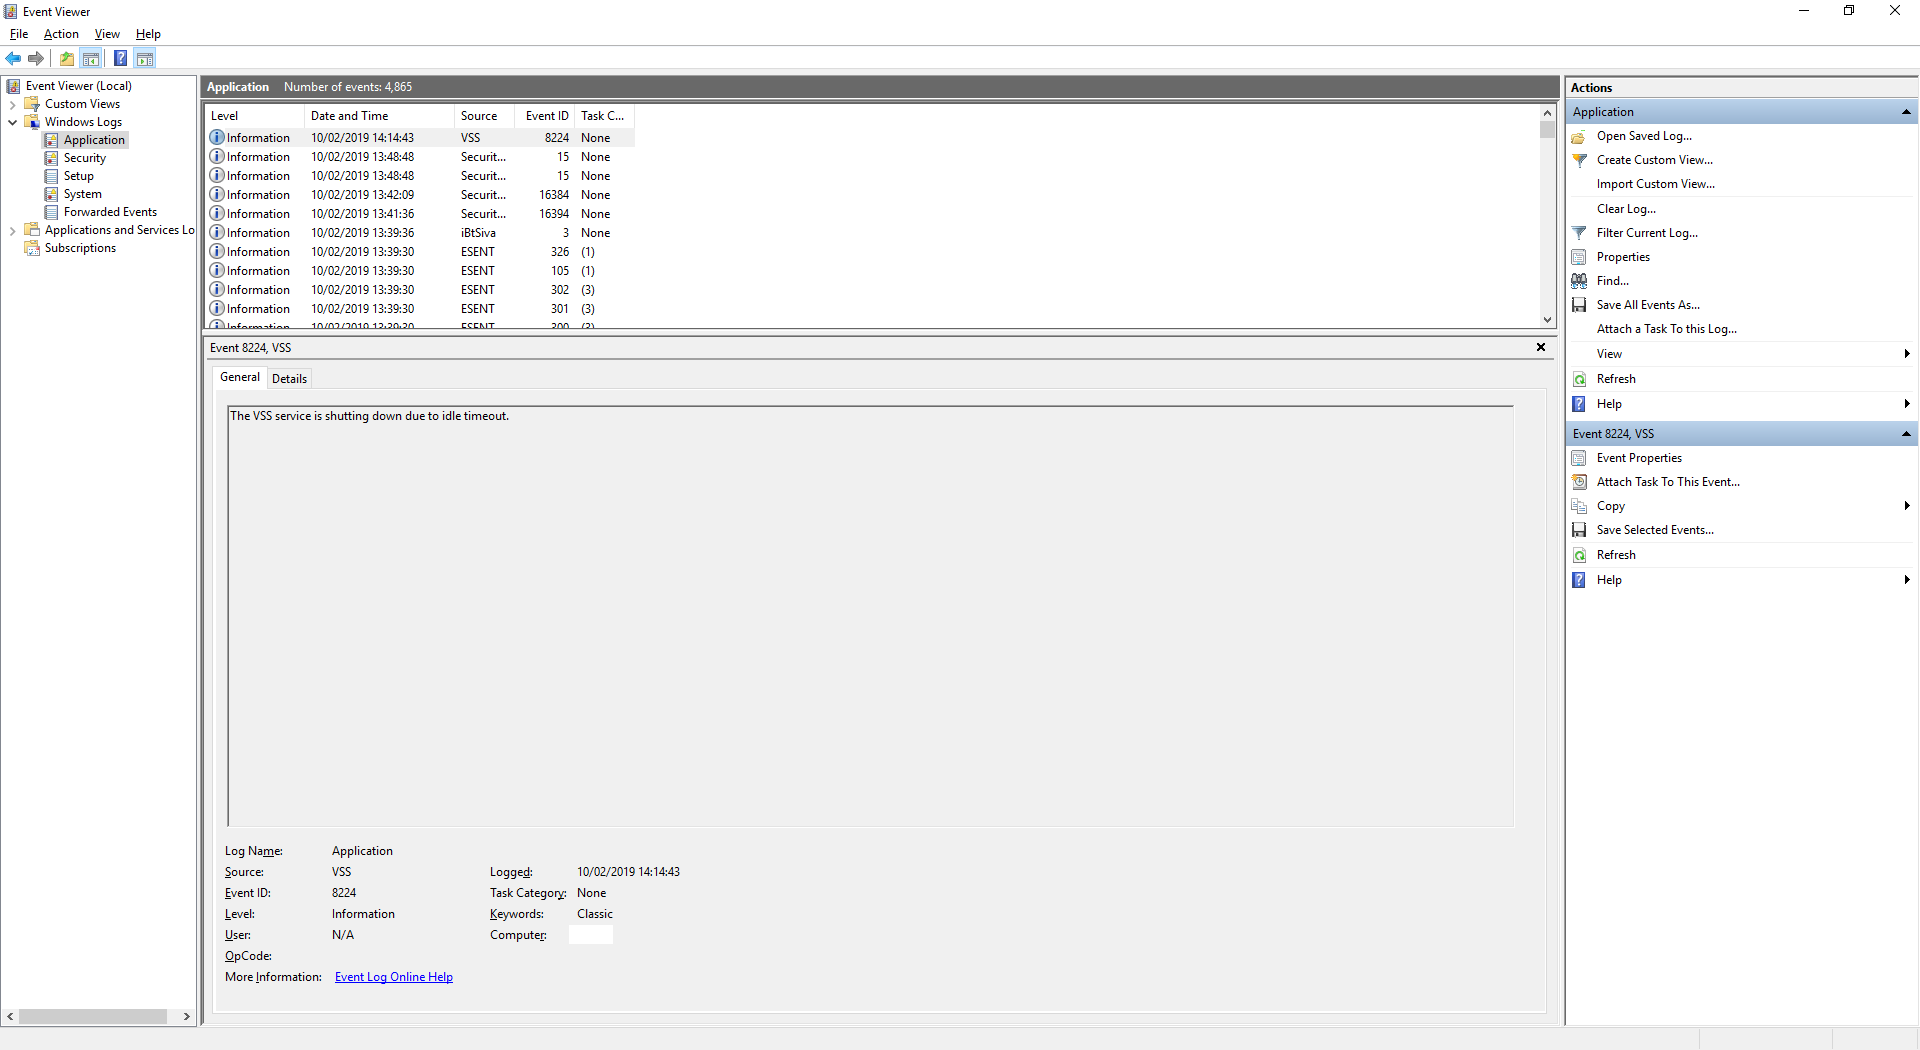 Event Viewer
File Action View Help
Event Viewer (Local)
Custom Views
Windows Logs
Application
Security
Setup
System
Forwarded Events
Applications and Services Lo
Subscriptions
Application Number of events: 4,865
Level Date and Time Source Event ID Task C...
Information 10/02/2019 14:14:43 VSS 8224 None
Information 10/02/2019 13:48:48 Securit... 15 None
Information 10/02/2019 13:48:48 Securit... 15 None
Information 10/02/2019 13:42:09 Securit... 16384 None
Information 10/02/2019 13:41:36 Securit... 16394 None
Information 10/02/2019 13:39:36 iBtSiva 3 None
Information 10/02/2019 13:39:30 ESENT 326 (1)
Information 10/02/2019 13:39:30 ESENT 105 (1)
Information 10/02/2019 13:39:30 ESENT 302 (3)
Information 10/02/2019 13:39:30 ESENT 301 (3)
Information 10/02/2019 13:39:30 ESENT 300 (3)
Event 8224, VSS
General Details
The VSS service is shutting down due to idle timeout.
Log Name: Application
Source: VSS Logged: 10/02/2019 14:14:43
Event ID: 8224 Task Category: None
Level: Information Keywords: Classic
User: N/A Computer:
OpCode:
More Information: Event Log Online Help
Actions
Application
Open Saved Log...
Create Custom View...
Import Custom View...
Clear Log...
Filter Current Log...
Properties
Find...
Save All Events As...
Attach a Task To this Log...
View
Refresh
Help
Event 8224, VSS
Event Properties
Attach Task To This Event...
Copy
Save Selected Events...
Refresh
Help